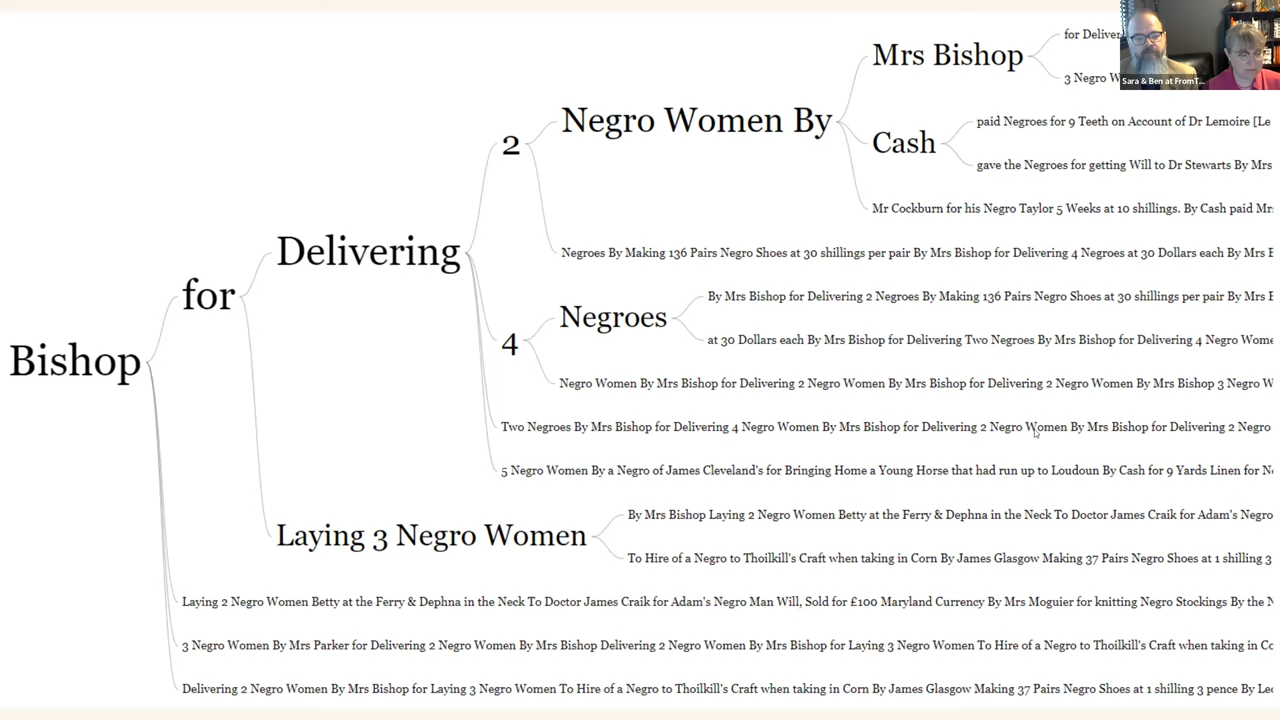 for Deliver
Mrs Bishop
3 Negro W
Sara & Ben at FromT...
Negro Women By
paid Negroes for 9 Teeth on Account of Dr Lemoire [Le
2
Cash
gave the Negroes for getting Will to Dr Stewarts By Mrs
Mr Cockburn for his Negro Taylor 5 Weeks at 10 shillings. By Cash paid Mr
Delivering
Negroes By Making 136 Pairs Negro Shoes at 30 shillings per pair By Mrs Bishop for Delivering 4 Negroes at 30 Dollars each By Mrs B
for
By Mrs Bishop for Delivering 2 Negroes By Making 136 Pairs Negro Shoes at 30 shillings per pair By Mrs B
Negroes
4
at 30 Dollars each By Mrs Bishop for Delivering Two Negroes By Mrs Bishop for Delivering 4 Negro Wome
Bishop
Negro Women By Mrs Bishop for Delivering 2 Negro Women By Mrs Bishop for Delivering 2 Negro Women By Mrs Bishop 3 Negro W
Two Negroes By Mrs Bishop for Delivering 4 Negro Women By Mrs Bishop for Delivering 2 Negro Women By Mrs Bishop for Delivering 2 Negro
5 Negro Women By a Negro of James Cleveland's for Bringing Home a Young Horse that had run up to Loudoun By Cash for 9 Yards Linen for Ne
By Mrs Bishop Laying 2 Negro Women Betty at the Ferry & Dephna in the Neck To Doctor James Craik for Adam's Negro
Laying 3 Negro Women
To Hire of a Negro to Thoilkill's Craft when taking in Corn By James Glasgow Making 37 Pairs Negro Shoes at 1 shilling 3
Laying 2 Negro Women Betty at the Ferry & Dephna in the Neck To Doctor James Craik for Adam's Negro Man Will, Sold for £100 Maryland Currency By Mrs Moguier for knitting Negro Stockings By the N
3 Negro Women By Mrs Parker for Delivering 2 Negro Women By Mrs Bishop Delivering 2 Negro Women By Mrs Bishop for Laying 3 Negro Women To Hire of a Negro to Thoilkill's Craft when taking in Co
Delivering 2 Negro Women By Mrs Bishop for Laying 3 Negro Women To Hire of a Negro to Thoilkill's Craft when taking in Corn By James Glasgow Making 37 Pairs Negro Shoes at 1 shilling 3 pence By Leo